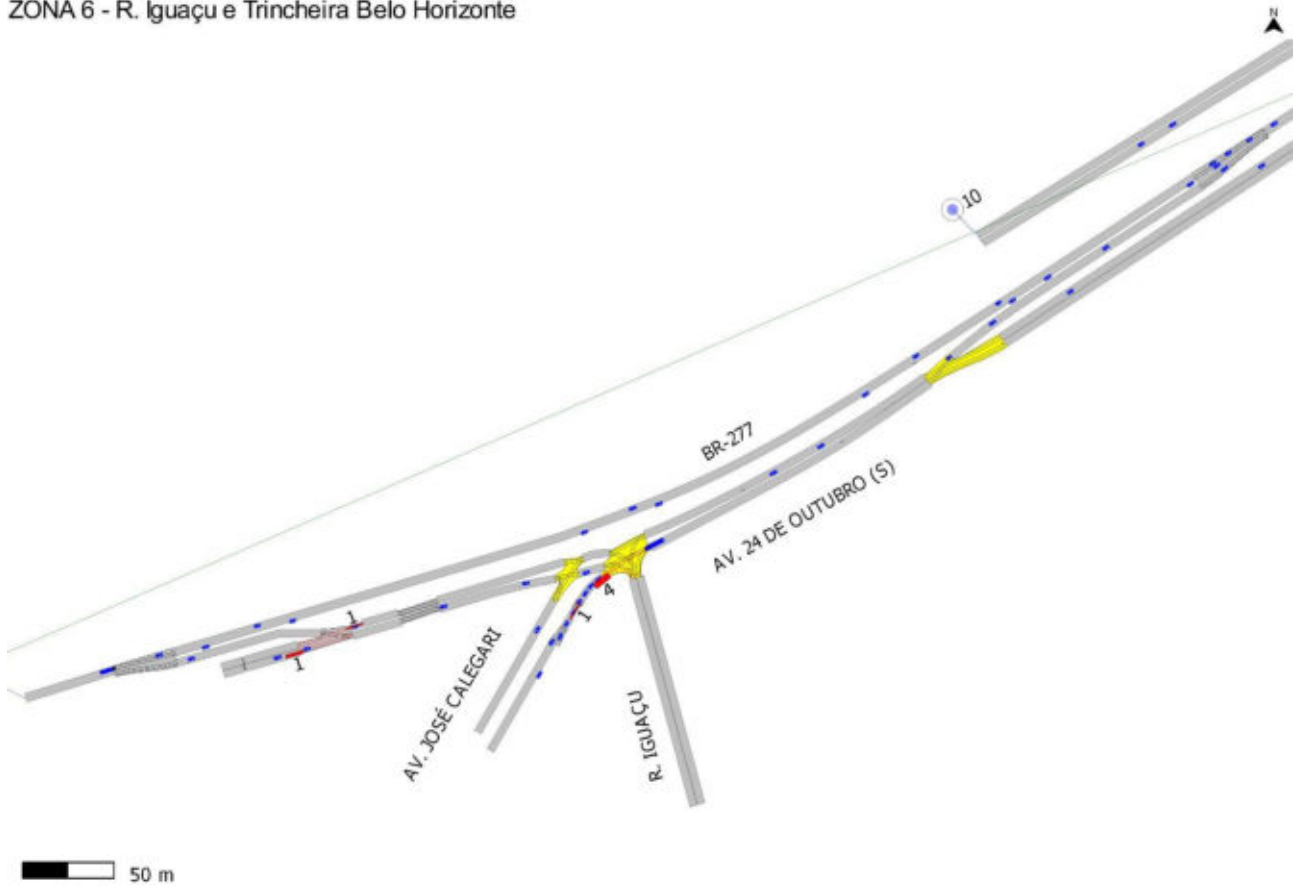 ZONA 6 - R. Iguaçu e Trincheira Belo Horizonte
N
10
BR-277
AV. 24 DE OUTUBRO (S)
4
1
1
1
AV. JOSÉ CALEGARI
R. IGUAÇU
50 m